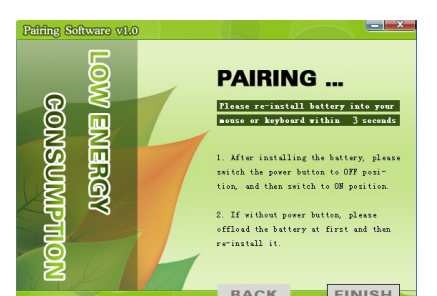 Pairing Software v1.0
LOW ENERGY
CONSUMPTION
PAIRING ...
Please re-install battery into your
mouse or keyboard within 3 seconds
1. After installing the battery, please
switch the power button to OFF posi-
tion, and then switch to ON position.
2. If without power button, please
offload the battery at first and then
re-install it.
BACK FINISH